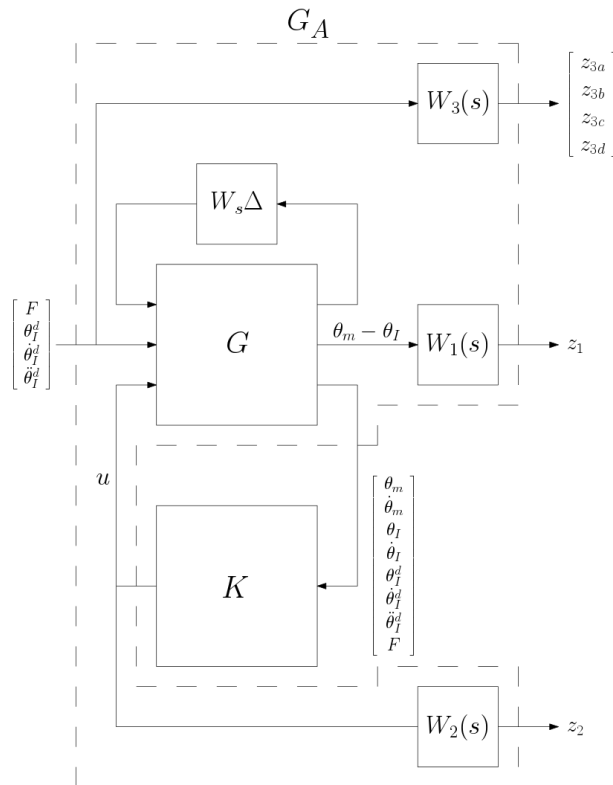 G_A
W_3(s)
z_{3a}
z_{3b}
z_{3c}
z_{3d}
W_sΔ
F
θ_I^d
θ̇_I^d
θ̈_I^d
G
θ_m − θ_I
W_1(s)
z_1
u
K
θ_m
θ̇_m
θ_I
θ̇_I
θ_I^d
θ̇_I^d
θ̈_I^d
F
W_2(s)
z_2